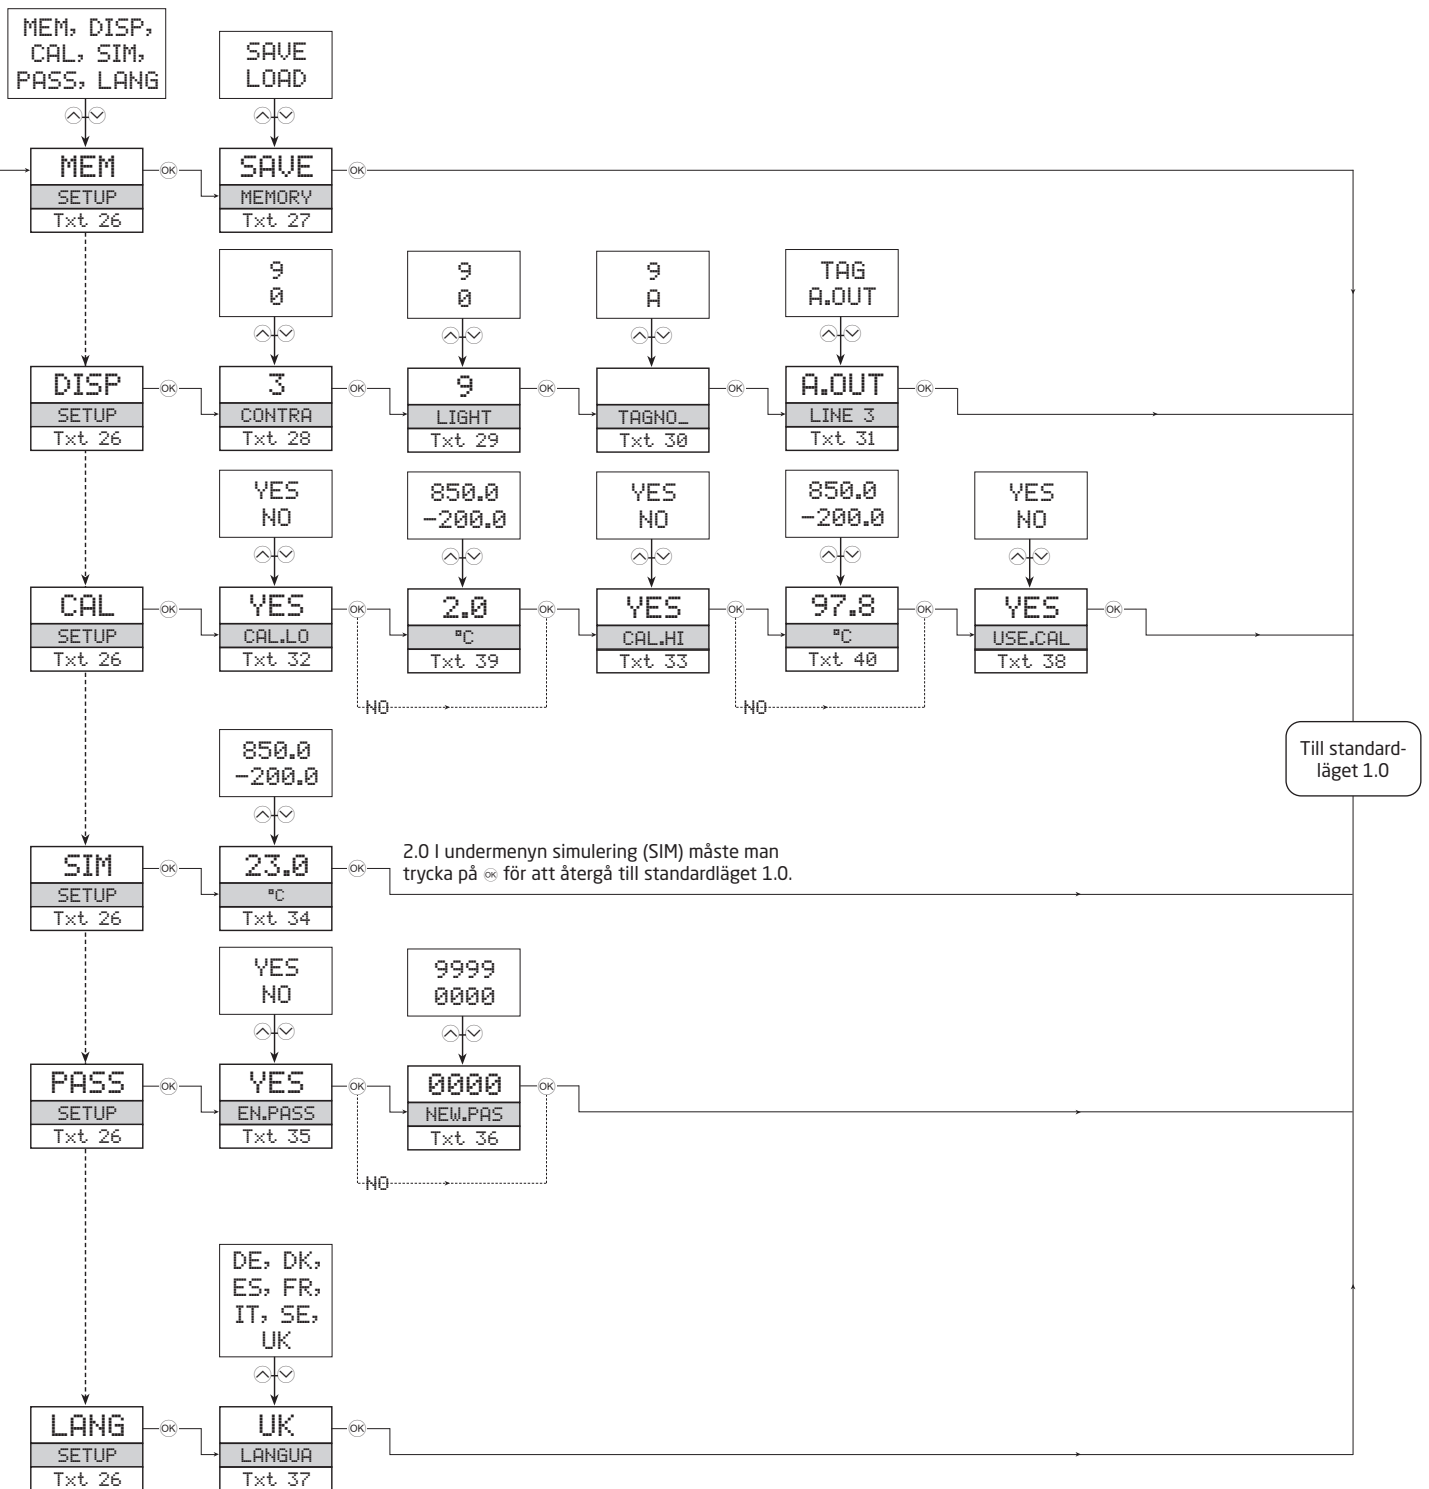 MEM, DISP,
CAL, SIM,
PASS, LANG
SAVE
LOAD
MEM
SETUP
Txt 26
OK
SAVE
MEMORY
Txt 27
OK
9
0
9
0
9
A
TAG
A.OUT
DISP
SETUP
Txt 26
OK
3
CONTRA
Txt 28
OK
9
LIGHT
Txt 29
OK
TAGNO_
Txt 30
OK
A.OUT
LINE 3
Txt 31
OK
YES
NO
850.0
-200.0
YES
NO
850.0
-200.0
YES
NO
CAL
SETUP
Txt 26
OK
YES
CAL.LO
Txt 32
OK
2.0
°C
Txt 39
OK
YES
CAL.HI
Txt 33
OK
97.8
°C
Txt 40
OK
YES
USE.CAL
Txt 38
OK
NO
NO
Till standard-
läget 1.0
850.0
-200.0
SIM
SETUP
Txt 26
OK
23.0
°C
Txt 34
OK
2.0 I undermenyn simulering (SIM) måste man
trycka på OK för att återgå till standardläget 1.0.
YES
NO
9999
0000
PASS
SETUP
Txt 26
OK
YES
EN.PASS
Txt 35
OK
0000
NEW.PAS
Txt 36
OK
NO
DE, DK,
ES, FR,
IT, SE,
UK
LANG
SETUP
Txt 26
OK
UK
LANGUA
Txt 37
OK